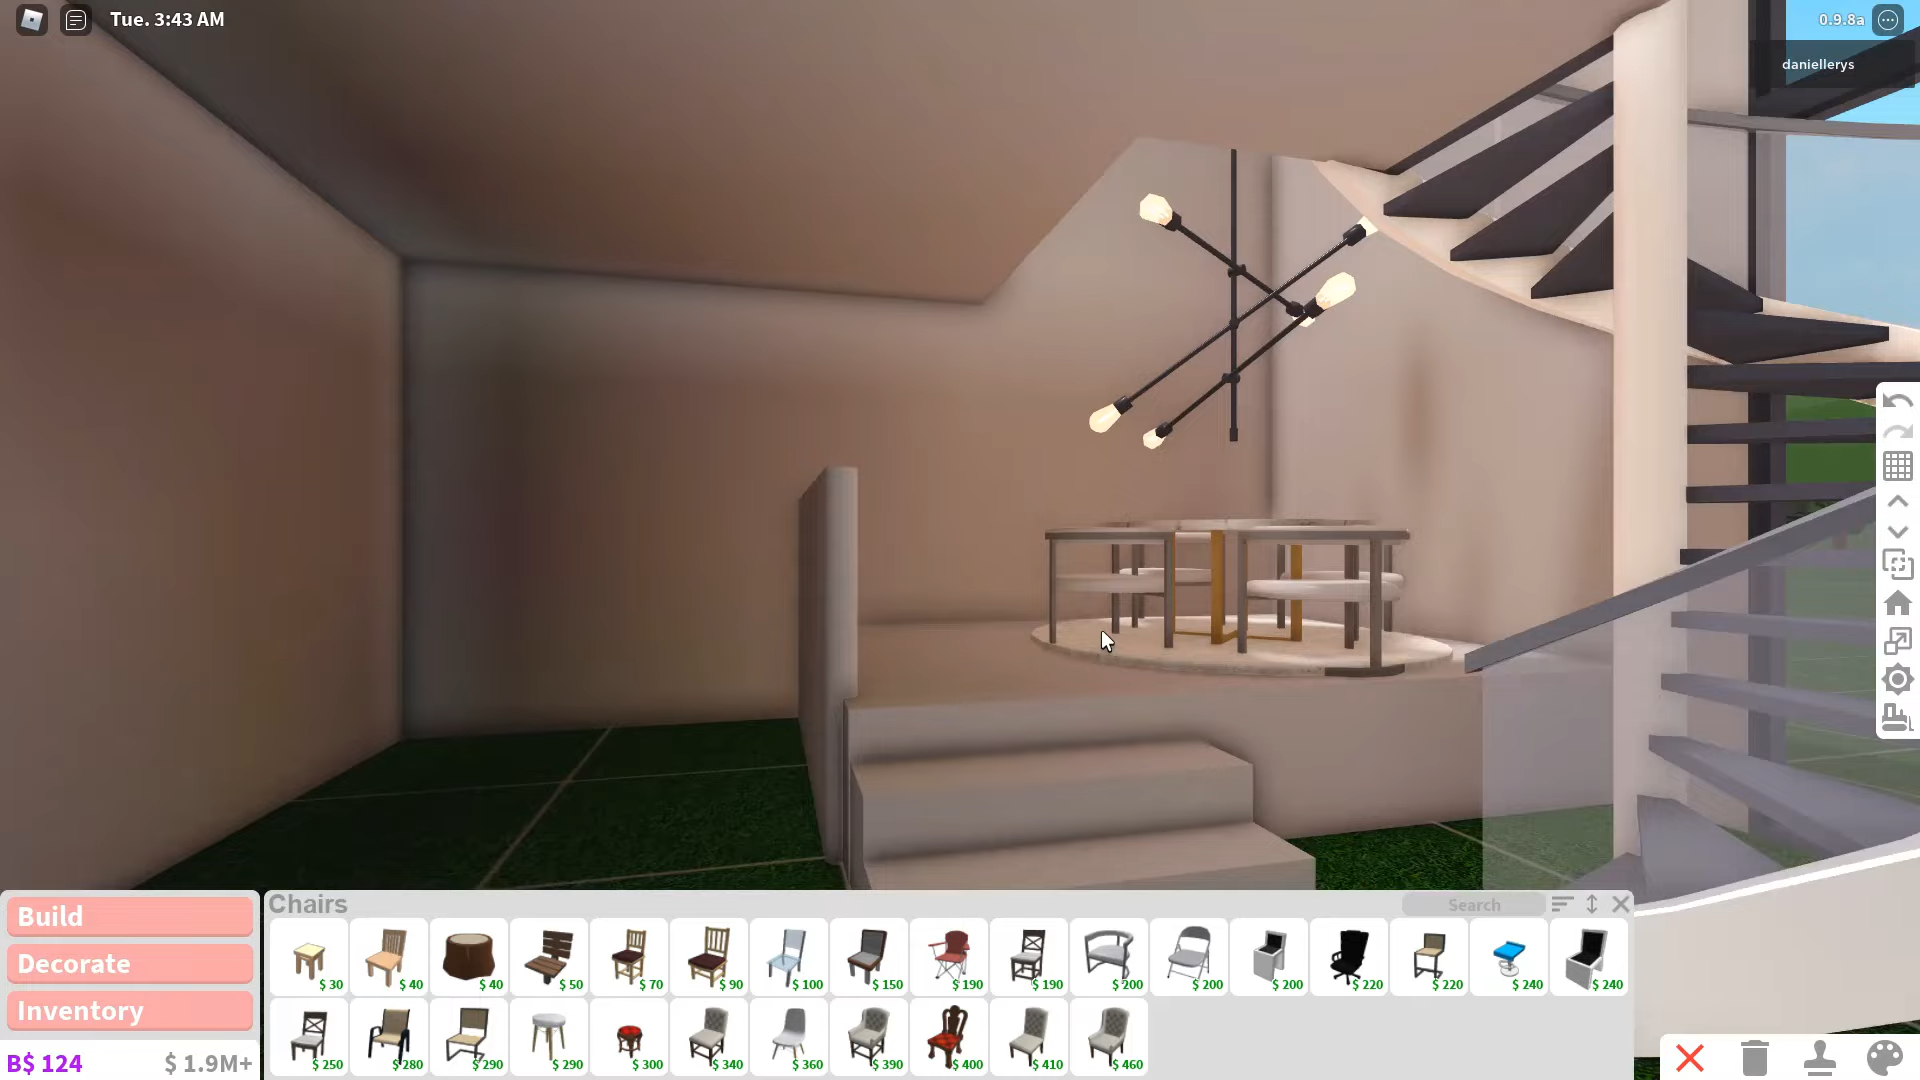 Tue. 3:43 AM
0.9.8a
daniellerys
Build
Decorate
Inventory
B$ 124
$ 1.9M+
Chairs
Search
$ 30
$ 40
$ 40
$ 50
$ 70
$ 90
$ 100
$ 150
$ 190
$ 190
$ 200
$ 200
$ 200
$ 220
$ 220
$ 240
$ 240
$ 250
$ 280
$ 290
$ 290
$ 300
$ 340
$ 360
$ 390
$ 400
$ 410
$ 460